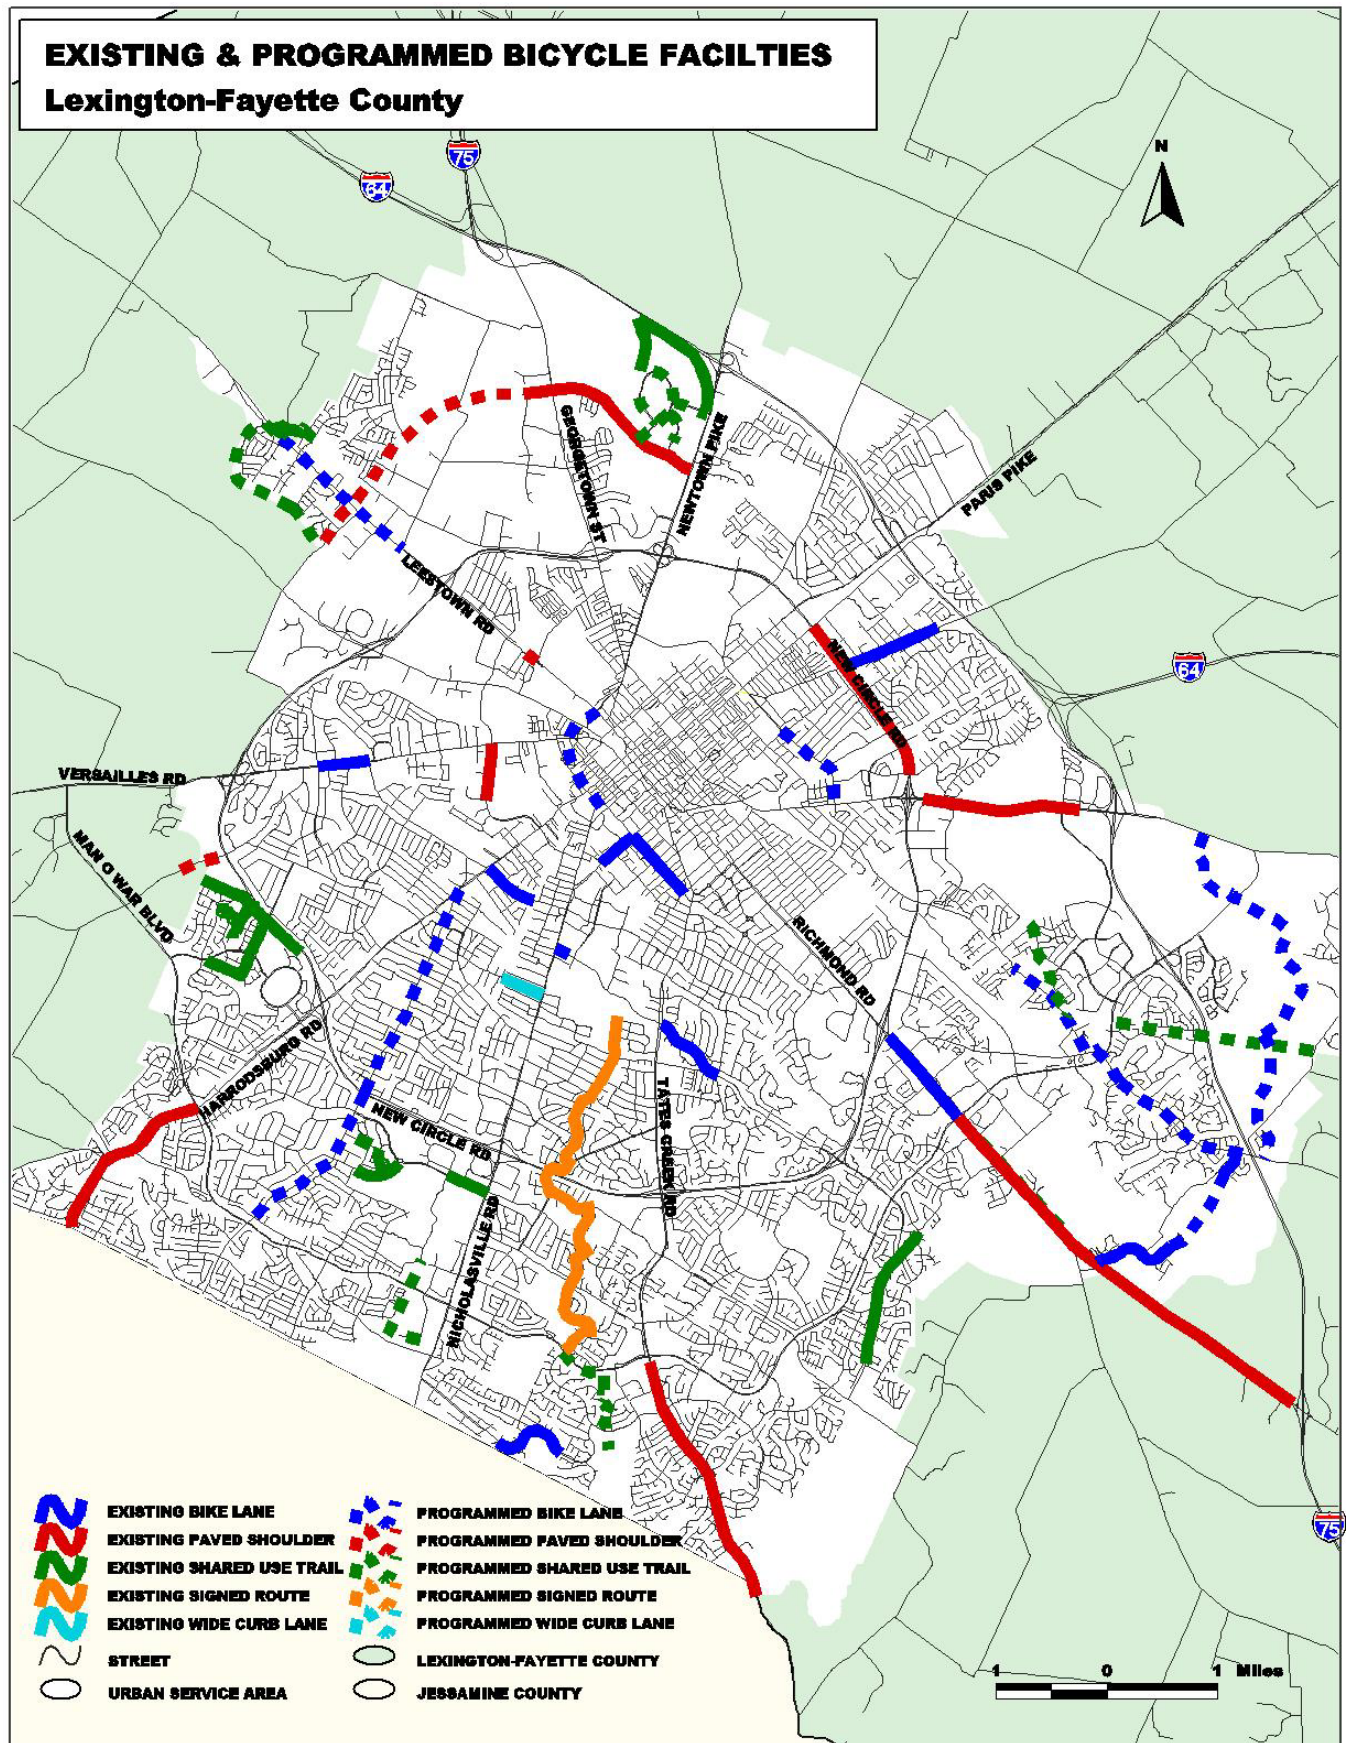 EXISTING & PROGRAMMED BICYCLE FACILTIES
Lexington-Fayette County
75
64
N
GEORGETOWN ST
NEWTOWN PIKE
PARIS PIKE
LEESTOWN RD
NEW CIRCLE RD
64
VERSAILLES RD
MAN O WAR BLVD
RICHMOND RD
HARRODSBURG RD
NEW CIRCLE RD
TATES CREEK RD
NICHOLASVILLE RD
75
EXISTING BIKE LANE
EXISTING PAVED SHOULDER
EXISTING SHARED USE TRAIL
EXISTING SIGNED ROUTE
EXISTING WIDE CURB LANE
STREET
URBAN SERVICE AREA
PROGRAMMED BIKE LANE
PROGRAMMED PAVED SHOULDER
PROGRAMMED SHARED USE TRAIL
PROGRAMMED SIGNED ROUTE
PROGRAMMED WIDE CURB LANE
LEXINGTON-FAYETTE COUNTY
JESSAMINE COUNTY
1 0 1 Miles